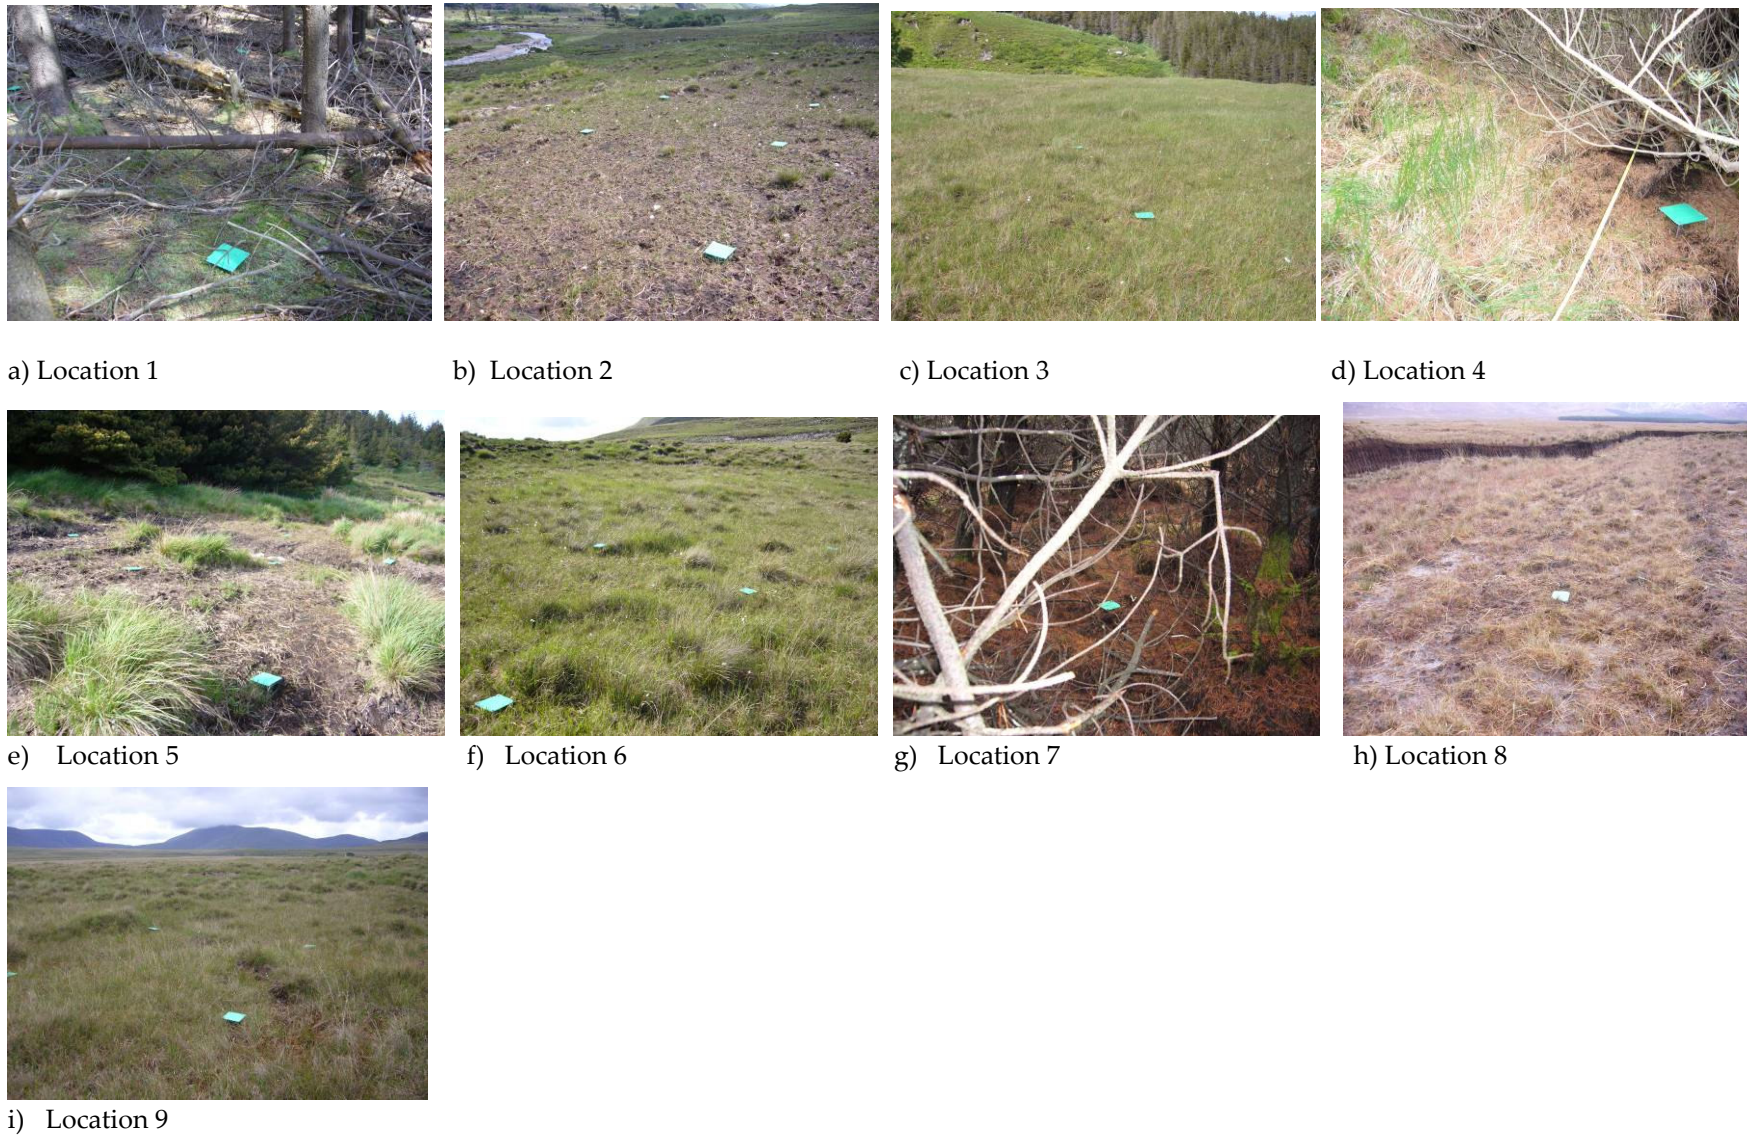 a) Location 1
b) Location 2
c) Location 3
d) Location 4
e) Location 5
f) Location 6
g) Location 7
h) Location 8
i) Location 9